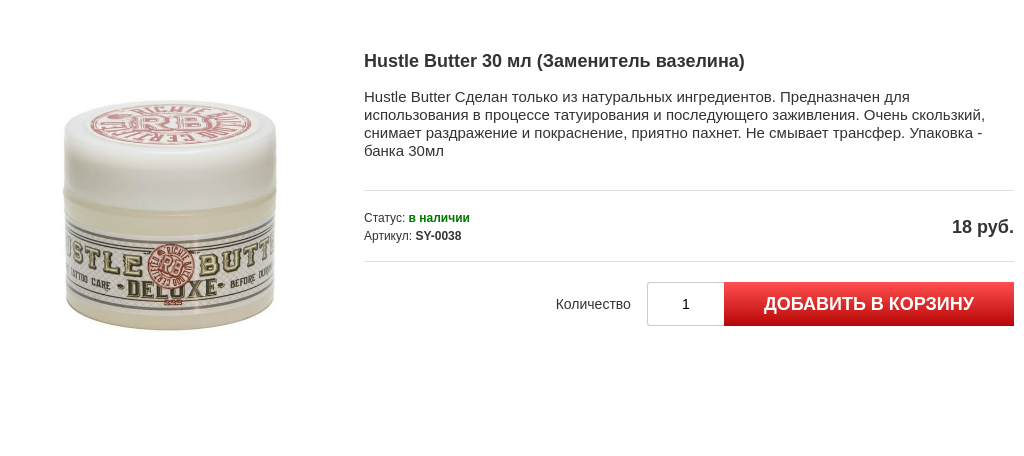 Hustle Butter 30 мл (Заменитель вазелина)
Hustle Butter Сделан только из натуральных ингредиентов. Предназначен для
использования в процессе татуирования и последующего заживления. Очень скользкий,
снимает раздражение и покраснение, приятно пахнет. Не смывает трансфер. Упаковка -
банка 30мл
Статус: в наличии
Артикул: SY-0038
18 руб.
Количество 1 ДОБАВИТЬ В КОРЗИНУ
RICHIE
RB
USTLE BUTT
TATTOO CARE DELUXE BEFORE
RB